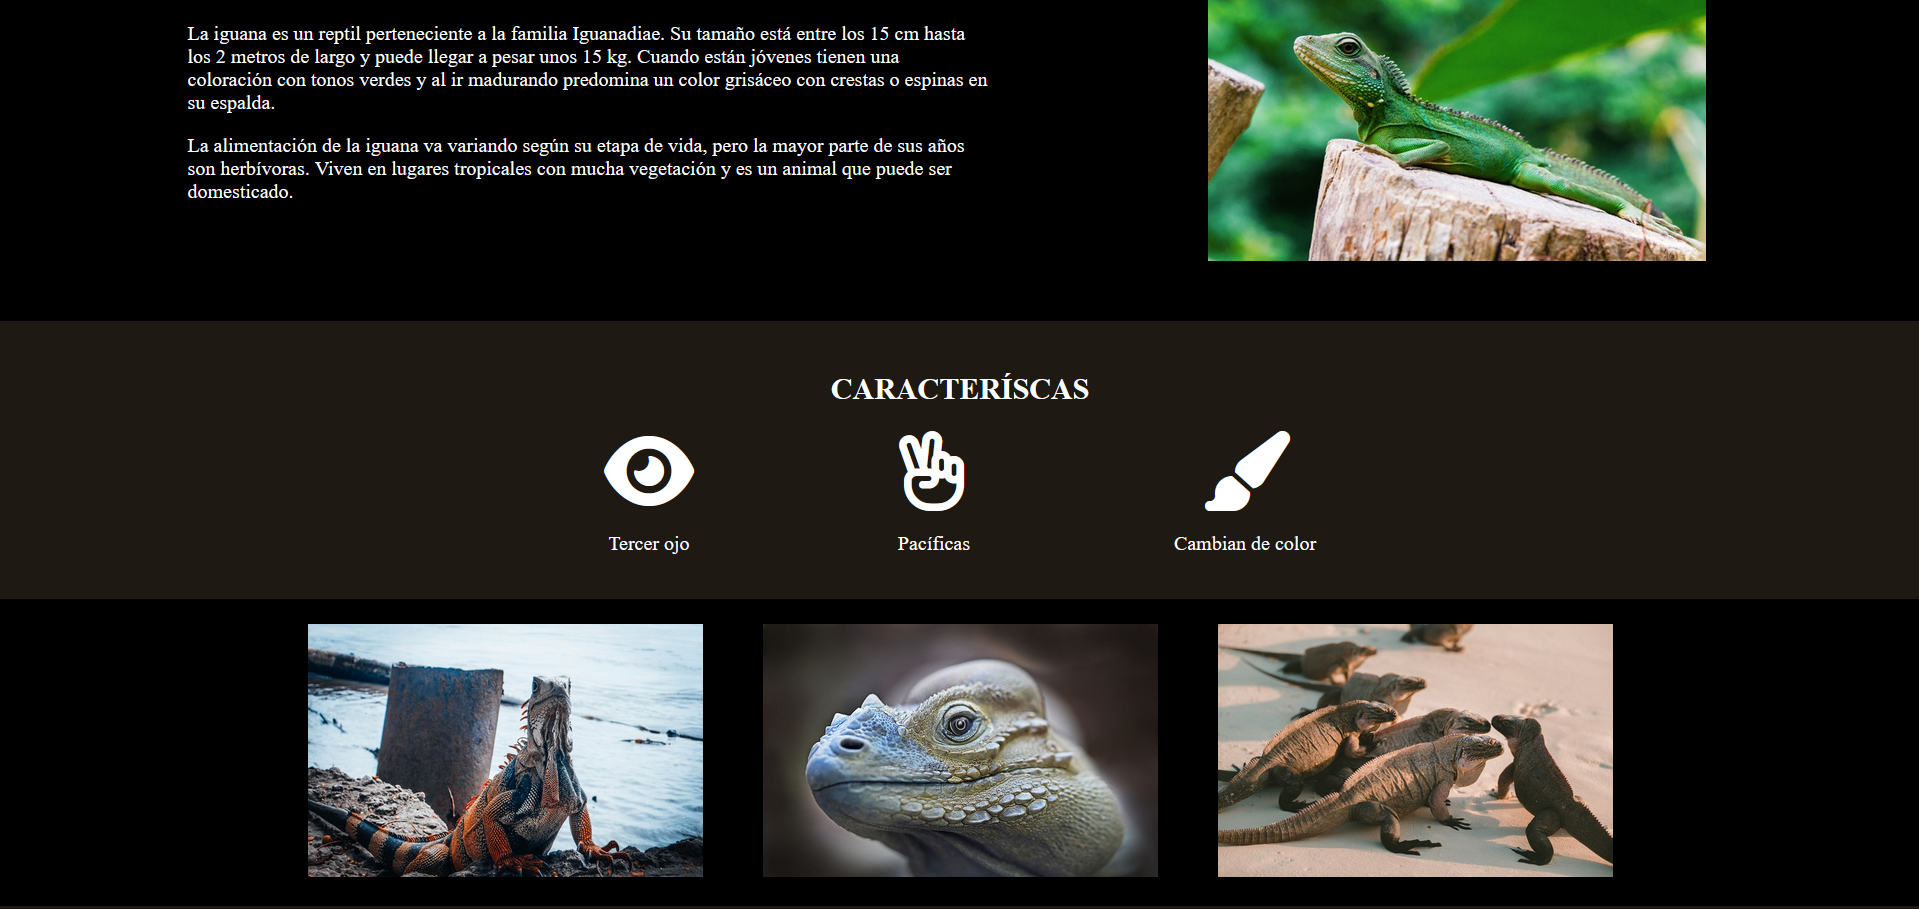 La iguana es un reptil perteneciente a la familia Iguanadiae. Su tamaño está entre los 15 cm hasta
los 2 metros de largo y puede llegar a pesar unos 15 kg. Cuando están jóvenes tienen una
coloración con tonos verdes y al ir madurando predomina un color grisáceo con crestas o espinas en
su espalda.
La alimentación de la iguana va variando según su etapa de vida, pero la mayor parte de sus años
son herbívoras. Viven en lugares tropicales con mucha vegetación y es un animal que puede ser
domesticado.
CARACTERÍSCAS
Tercer ojo
Pacíficas
Cambian de color